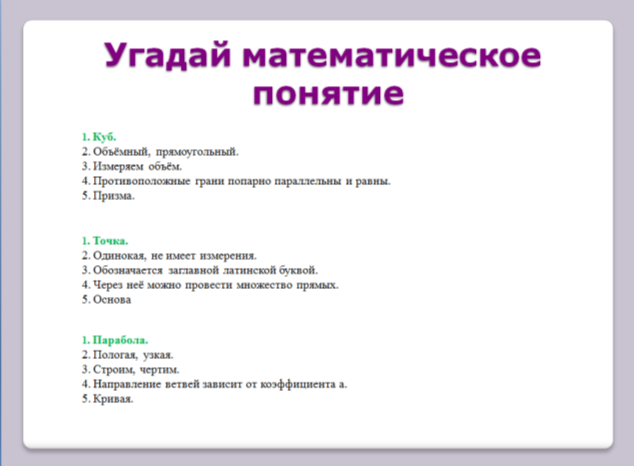 Угадай математическое
понятие
1. Куб.
2. Объёмный, прямоугольный.
3. Измеряем объём.
4. Противоположные грани попарно параллельны и равны.
5. Призма.
1. Точка.
2. Одинокая, не имеет измерения.
3. Обозначается заглавной латинской буквой.
4. Через неё можно провести множество прямых.
5. Основа
1. Парабола.
2. Пологая, узкая.
3. Строим, чертим.
4. Направление ветвей зависит от коэффициента а.
5. Кривая.